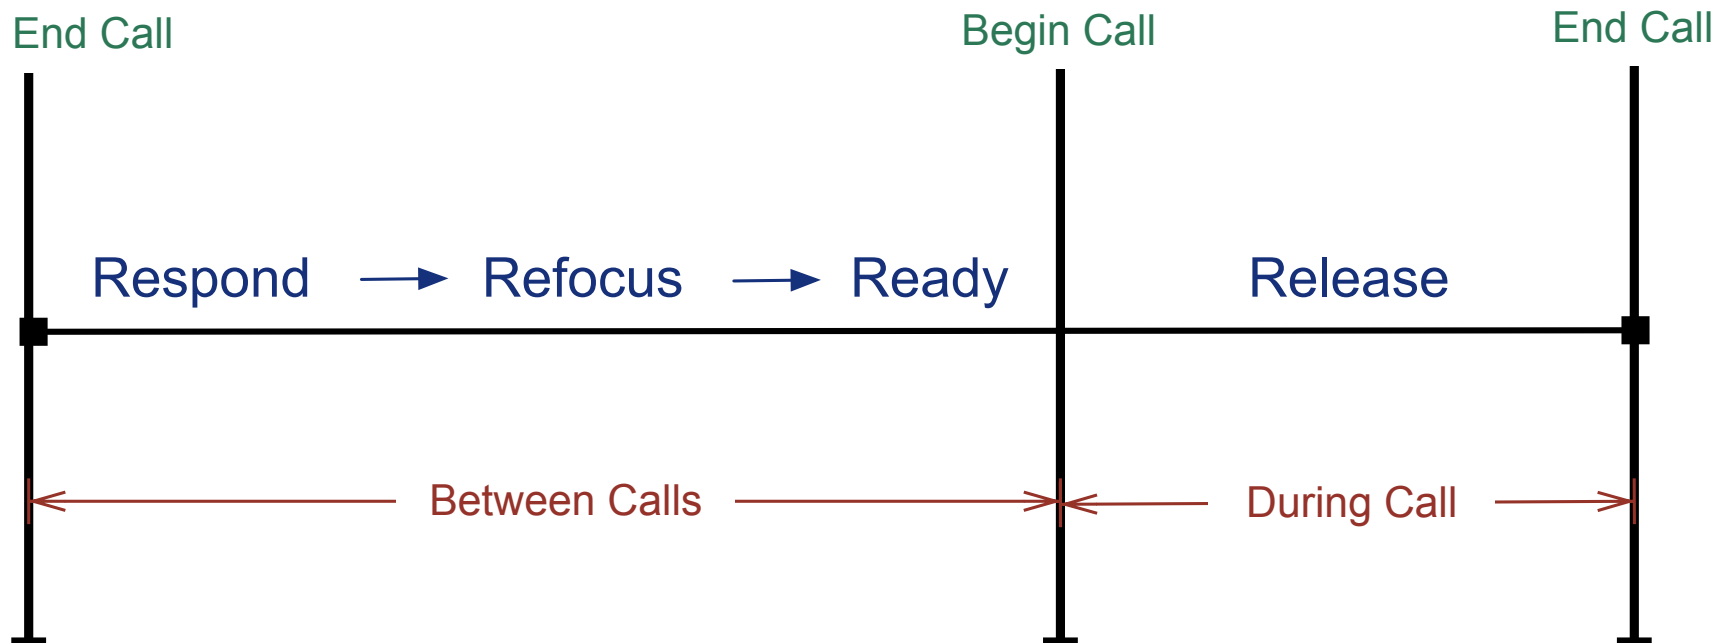 End Call
Begin Call
End Call
Respond
Refocus
Ready
Release
Between Calls
During Call